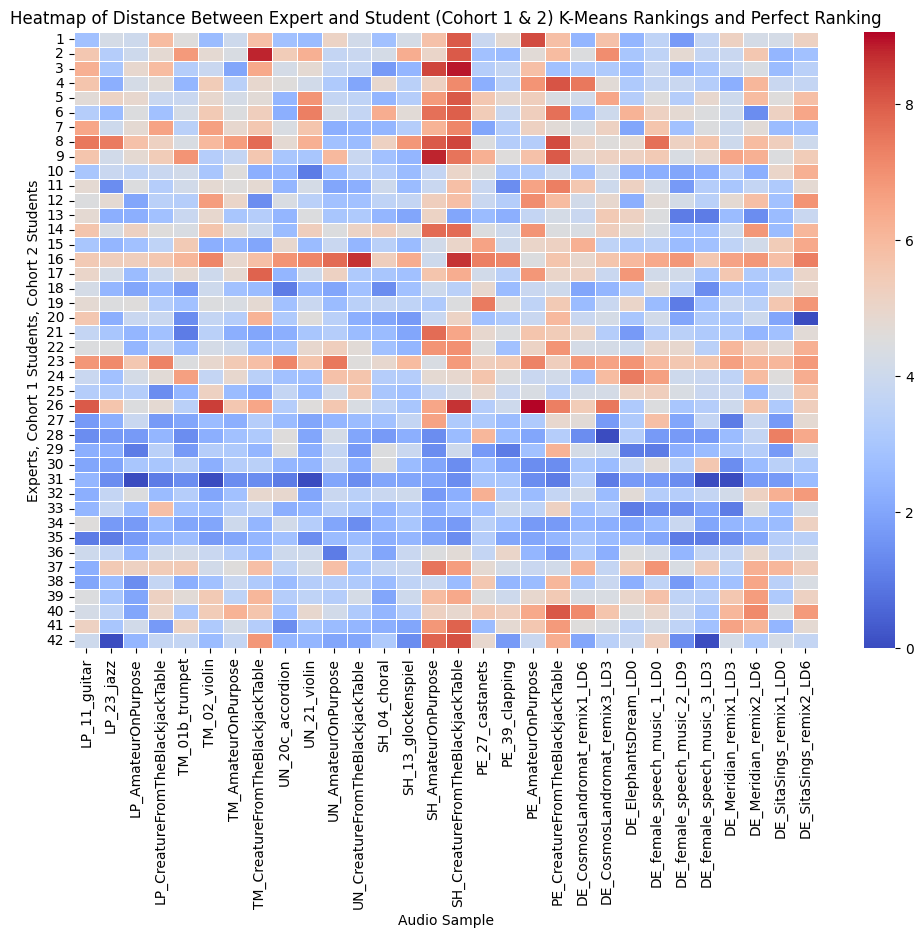 Heatmap of Distance Between Expert and Student (Cohort 1 & 2) K-Means Rankings and Perfect Ranking
Experts, Cohort 1 Students, Cohort 2 Students
1
2
3
4
5
6
7
8
9
10
11
12
13
14
15
16
17
18
19
20
21
22
23
24
25
26
27
28
29
30
31
32
33
34
35
36
37
38
39
40
41
42
LP_11_guitar
LP_23_jazz
LP_AmateurOnPurpose
LP_CreatureFromTheBlackjackTable
TM_01b_trumpet
TM_02_violin
TM_AmateurOnPurpose
TM_CreatureFromTheBlackjackTable
UN_20c_accordion
UN_21_violin
UN_AmateurOnPurpose
UN_CreatureFromTheBlackjackTable
SH_04_choral
SH_13_glockenspiel
SH_AmateurOnPurpose
SH_CreatureFromTheBlackjackTable
PE_27_castanets
PE_39_clapping
PE_AmateurOnPurpose
PE_CreatureFromTheBlackjackTable
DE_CosmosLandromat_remix1_LD6
DE_CosmosLandromat_remix3_LD3
DE_ElephantsDream_LD0
DE_female_speech_music_1_LD0
DE_female_speech_music_2_LD9
DE_female_speech_music_3_LD3
DE_Meridian_remix1_LD3
DE_Meridian_remix2_LD6
DE_SitaSings_remix1_LD0
DE_SitaSings_remix2_LD6
Audio Sample
8
6
4
2
0